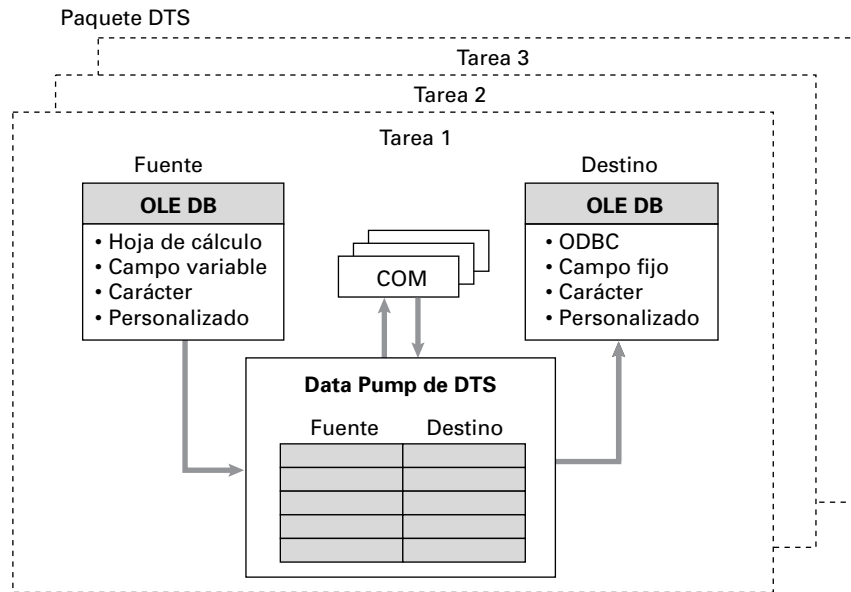 Paquete DTS
Tarea 3
Tarea 2
Tarea 1
Fuente
OLE DB
• Hoja de cálculo
• Campo variable
• Carácter
• Personalizado
COM
Destino
OLE DB
• ODBC
• Campo fijo
• Carácter
• Personalizado
Data Pump de DTS
Fuente Destino